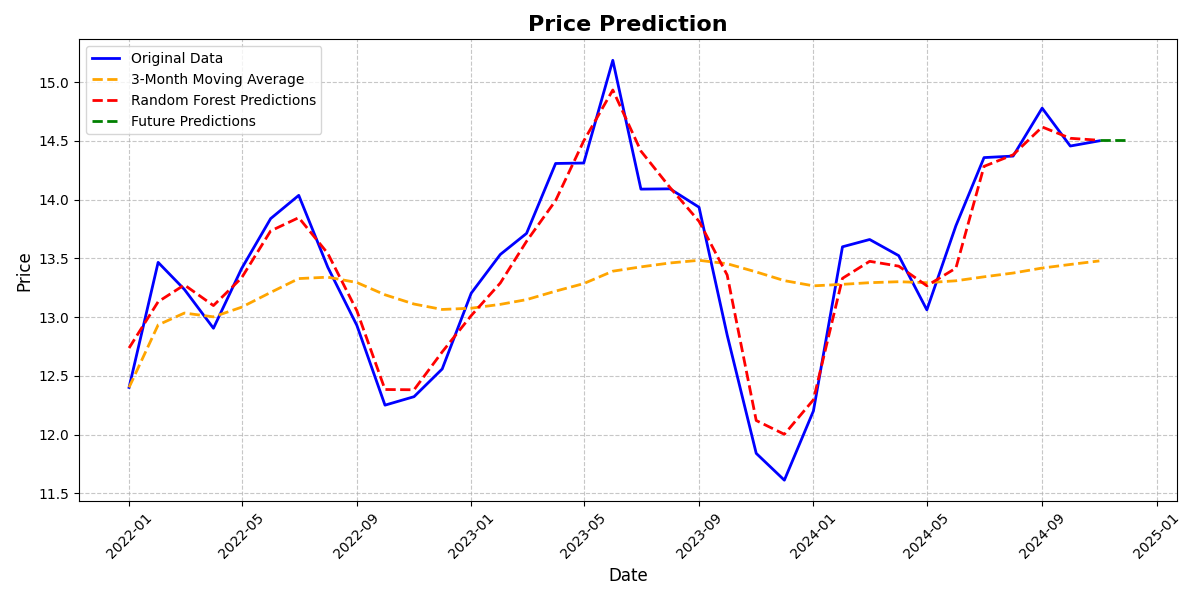 Price Prediction
Original Data
3-Month Moving Average
Random Forest Predictions
Future Predictions
Price
15.0
14.5
14.0
13.5
13.0
12.5
12.0
11.5
2022-01
2022-05
2022-09
2023-01
2023-05
2023-09
2024-01
2024-05
2024-09
2025-01
Date